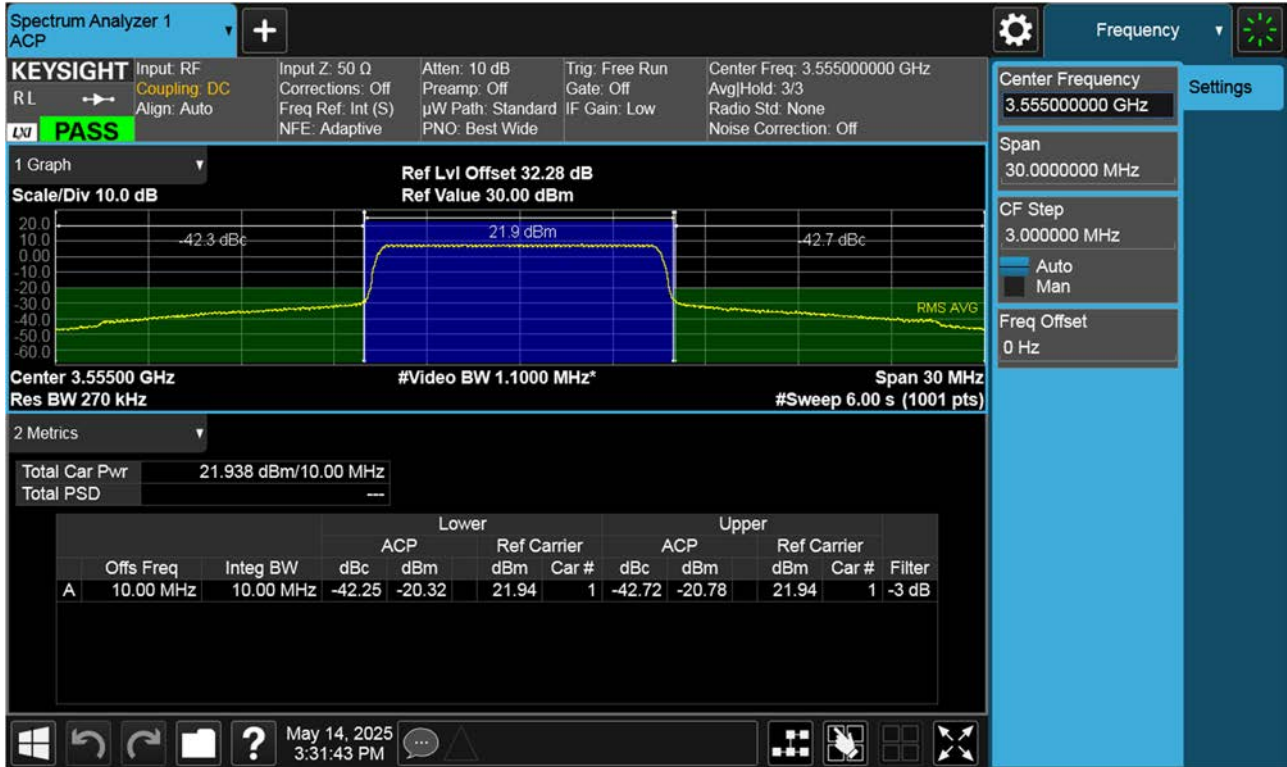 Spectrum Analyzer 1
ACP
Frequency
KEYSIGHT
RL
LXI
PASS
Input: RF
Coupling: DC
Align: Auto
Input Z: 50 Ω
Corrections: Off
Freq Ref: Int (S)
NFE: Adaptive
Atten: 10 dB
Preamp: Off
µW Path: Standard
PNO: Best Wide
Trig: Free Run
Gate: Off
IF Gain: Low
Center Freq: 3.555000000 GHz
Avg|Hold: 3/3
Radio Std: None
Noise Correction: Off
1 Graph
Scale/Div 10.0 dB
Ref Lvl Offset 32.28 dB
Ref Value 30.00 dBm
20.0
10.0
0.00
-10.0
-20.0
-30.0
-40.0
-50.0
-60.0
-42.3 dBc
21.9 dBm
-42.7 dBc
RMS AVG
Center 3.55500 GHz
#Video BW 1.1000 MHz*
Span 30 MHz
Res BW 270 kHz
#Sweep 6.00 s (1001 pts)
2 Metrics
Total Car Pwr 21.938 dBm/10.00 MHz
Total PSD ---
Lower Upper
ACP Ref Carrier ACP Ref Carrier
Offs Freq Integ BW dBc dBm dBm Car # dBc dBm dBm Car # Filter
A 10.00 MHz 10.00 MHz -42.25 -20.32 21.94 1 -42.72 -20.78 21.94 1 -3 dB
May 14, 2025
3:31:43 PM
Settings
Center Frequency
3.555000000 GHz
Span
30.0000000 MHz
CF Step
3.000000 MHz
Auto
Man
Freq Offset
0 Hz